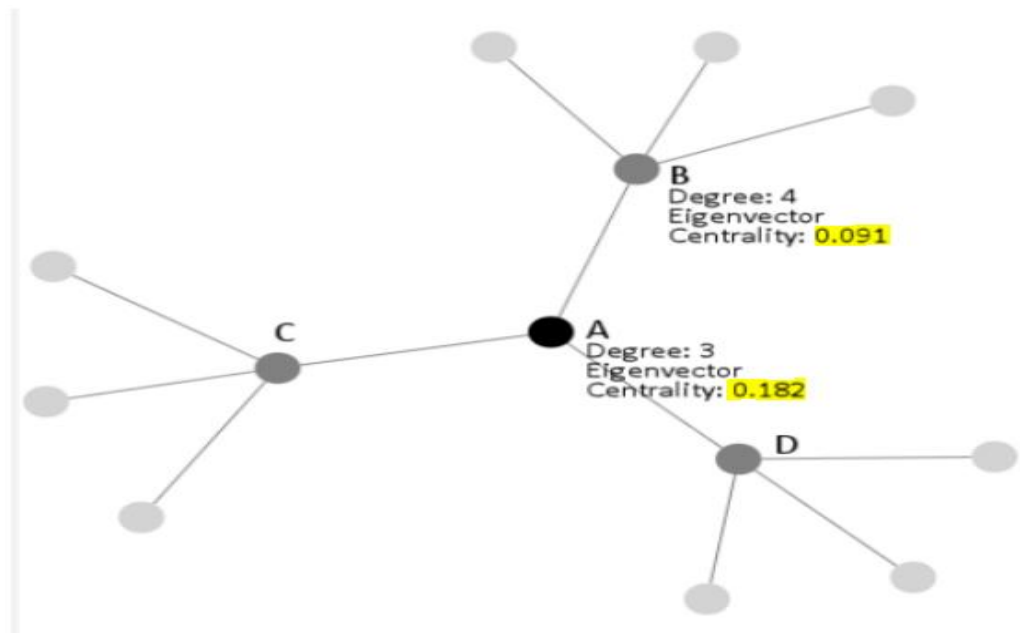 B
Degree: 4
Eigenvector
Centrality: 0.091
C
A
Degree: 3
Eigenvector
Centrality: 0.182
D